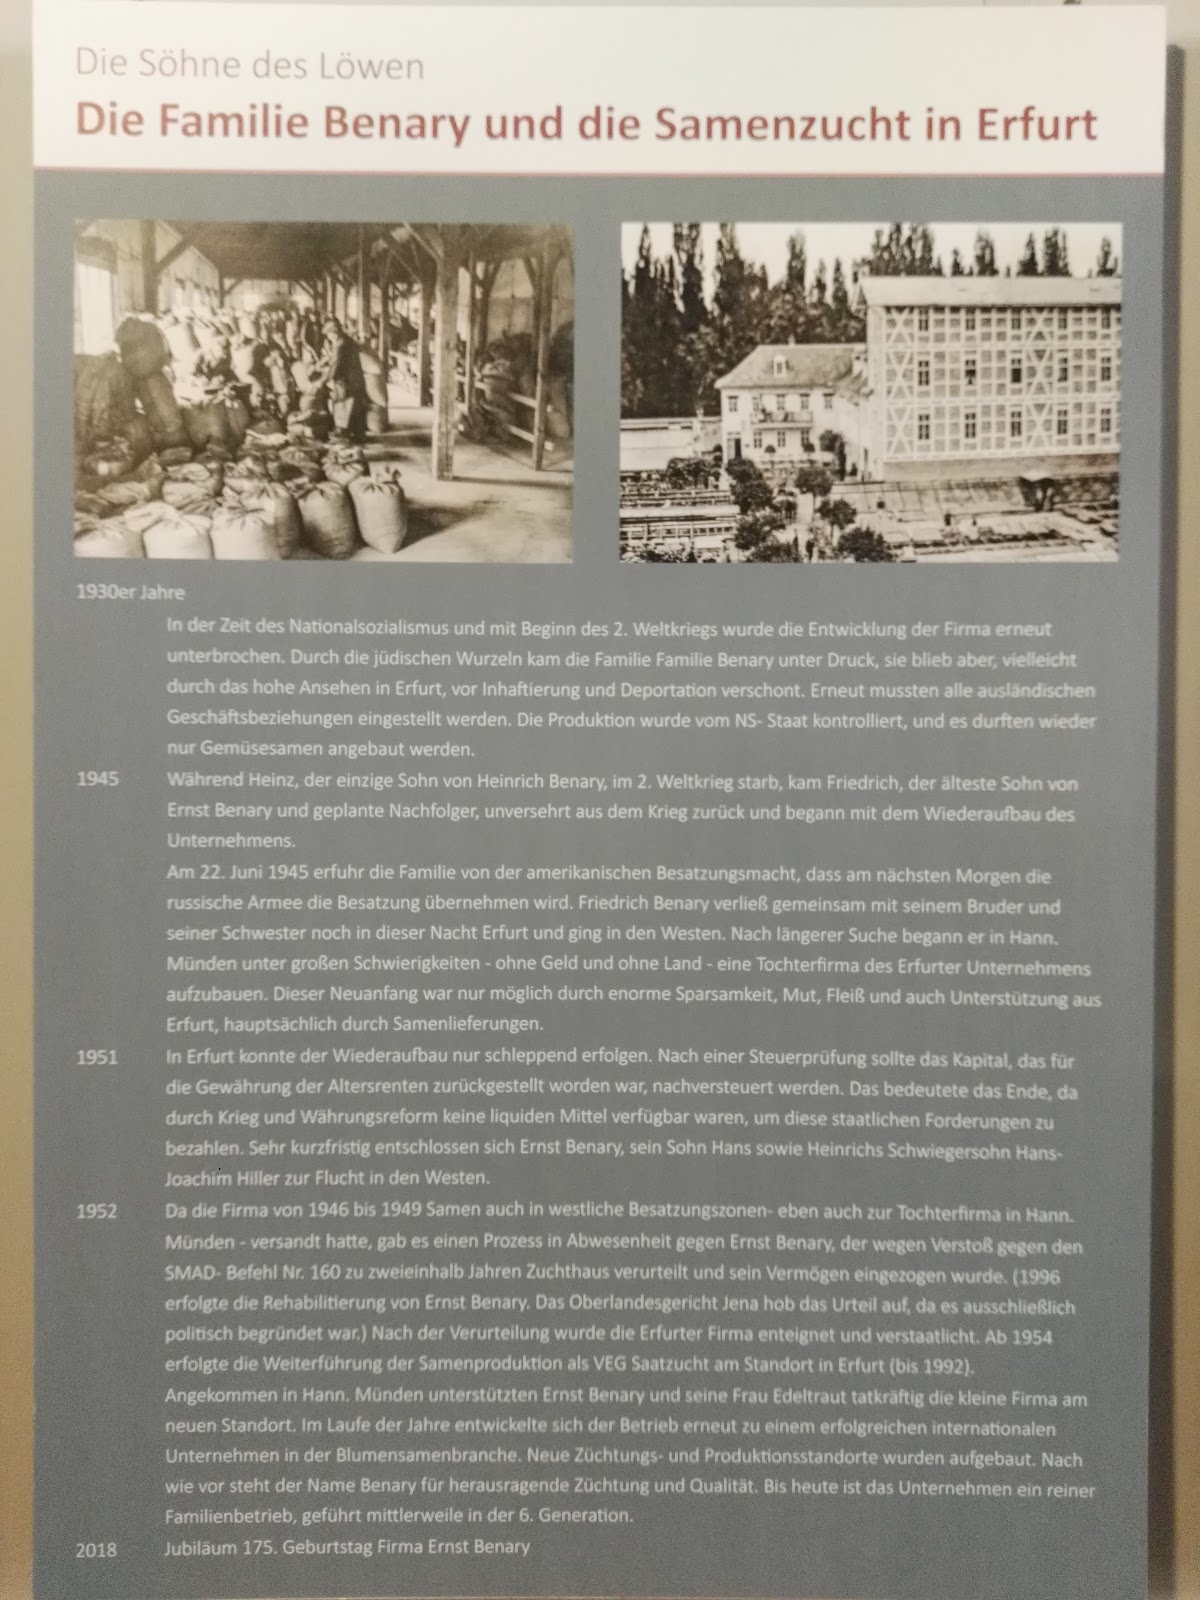 Die Söhne des Löwen
Die Familie Benary und die Samenzucht in Erfurt
1930er Jahre
In der Zeit des Nationalsozialismus und mit Beginn des 2. Weltkriegs wurde die Entwicklung der Firma erneut
unterbrochen. Durch die jüdischen Wurzeln kam die Familie Familie Benary unter Druck, sie blieb aber, vielleicht
durch das hohe Ansehen in Erfurt, vor Inhaftierung und Deportation verschont. Erneut mussten alle ausländischen
Geschäftsbeziehungen eingestellt werden. Die Produktion wurde vom NS- Staat kontrolliert, und es durften wieder
nur Gemüsesamen angebaut werden.
1945 Während Heinz, der einzige Sohn von Heinrich Benary, im 2. Weltkrieg starb, kam Friedrich, der älteste Sohn von
Ernst Benary und geplante Nachfolger, unversehrt aus dem Krieg zurück und begann mit dem Wiederaufbau des
Unternehmens.
Am 22. Juni 1945 erfuhr die Familie von der amerikanischen Besatzungsmacht, dass am nächsten Morgen die
russische Armee die Besatzung übernehmen wird. Friedrich Benary verließ gemeinsam mit seinem Bruder und
seiner Schwester noch in dieser Nacht Erfurt und ging in den Westen. Nach längerer Suche begann er in Hann.
Münden unter großen Schwierigkeiten - ohne Geld und ohne Land - eine Tochterfirma des Erfurter Unternehmens
aufzubauen. Dieser Neuanfang war nur möglich durch enorme Sparsamkeit, Mut, Fleiß und auch Unterstützung aus
Erfurt, hauptsächlich durch Samenlieferungen.
1951 In Erfurt konnte der Wiederaufbau nur schleppend erfolgen. Nach einer Steuerprüfung sollte das Kapital, das für
die Gewährung der Altersrenten zurückgestellt worden war, nachversteuert werden. Das bedeutete das Ende, da
durch Krieg und Währungsreform keine liquiden Mittel verfügbar waren, um diese staatlichen Forderungen zu
bezahlen. Sehr kurzfristig entschlossen sich Ernst Benary, sein Sohn Hans sowie Heinrichs Schwiegersohn Hans-
Joachim Hiller zur Flucht in den Westen.
1952 Da die Firma von 1946 bis 1949 Samen auch in westliche Besatzungszonen- eben auch zur Tochterfirma in Hann.
Münden - versandt hatte, gab es einen Prozess in Abwesenheit gegen Ernst Benary, der wegen Verstoß gegen den
SMAD- Befehl Nr. 160 zu zweieinhalb Jahren Zuchthaus verurteilt und sein Vermögen eingezogen wurde. (1996
erfolgte die Rehabilitierung von Ernst Benary. Das Oberlandesgericht Jena hob das Urteil auf, da es ausschließlich
politisch begründet war.) Nach der Verurteilung wurde die Erfurter Firma enteignet und verstaatlicht. Ab 1954
erfolgte die Weiterführung der Samenproduktion als VEG Saatzucht am Standort in Erfurt (bis 1992).
Angekommen in Hann. Münden unterstützten Ernst Benary und seine Frau Edeltraut tatkräftig die kleine Firma am
neuen Standort. Im Laufe der Jahre entwickelte sich der Betrieb erneut zu einem erfolgreichen internationalen
Unternehmen in der Blumensamenbranche. Neue Züchtungs- und Produktionsstandorte wurden aufgebaut. Nach
wie vor steht der Name Benary für herausragende Züchtung und Qualität. Bis heute ist das Unternehmen ein reiner
Familienbetrieb, geführt mittlerweile in der 6. Generation.
2018 Jubiläum 175. Geburtstag Firma Ernst Benary